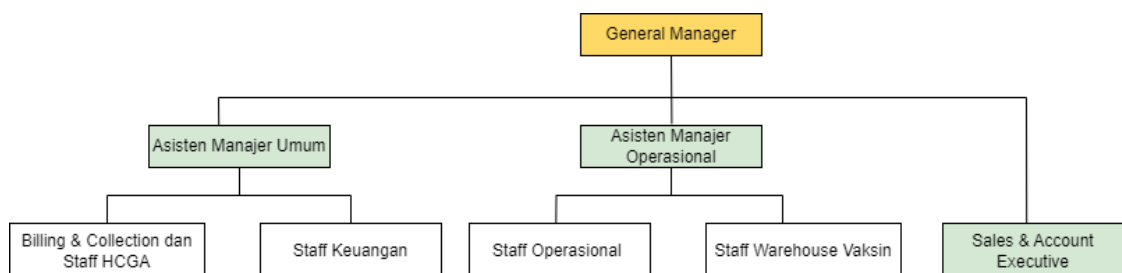 General Manager
Asisten Manajer Umum
Asisten Manajer
Operasional
Billing & Collection dan
Staff HCGA
Staff Keuangan
Staff Operasional
Staff Warehouse Vaksin
Sales & Account
Executive